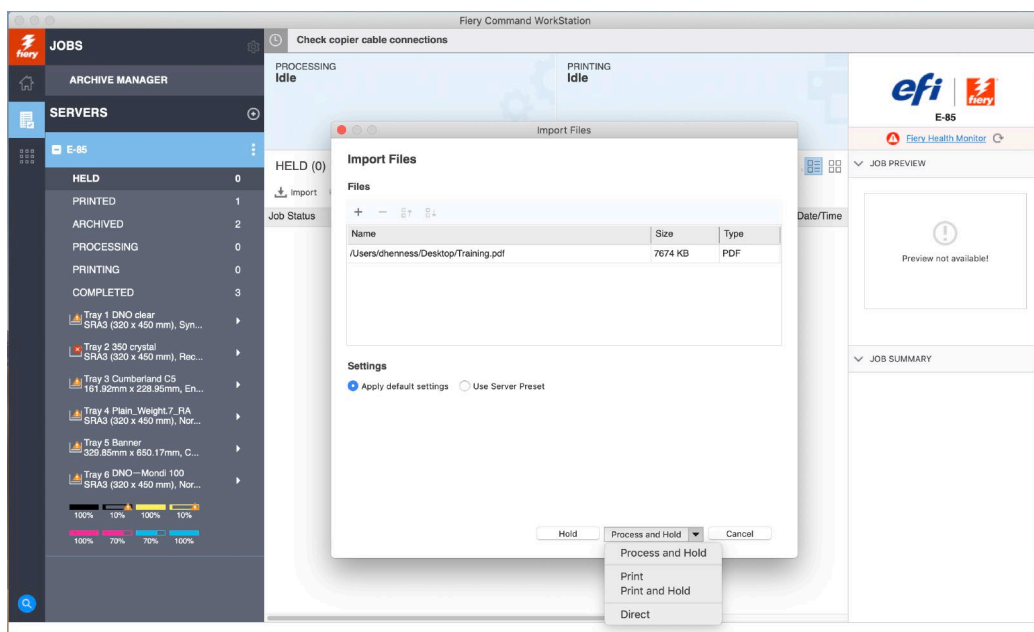 Fiery Command WorkStation
fiery
JOBS
Check copier cable connections
ARCHIVE MANAGER
PROCESSING
Idle
PRINTING
Idle
efi
fiery
E-85
Fiery Health Monitor
SERVERS
E-85
HELD 0
PRINTED 1
ARCHIVED 2
PROCESSING 0
PRINTING 0
COMPLETED 3
Tray 1 DNO clear
SRA3 (320 x 450 mm), Syn...
Tray 2 350 crystal
SRA3 (320 x 450 mm), Rec...
Tray 3 Cumberland C5
161.92mm x 228.95mm, En...
Tray 4 Plain_Weight.7_RA
SRA3 (320 x 450 mm), Nor...
Tray 5 Banner
329.85mm x 650.17mm, C...
Tray 6 DNO—Mondi 100
SRA3 (320 x 450 mm), Nor...
100% 10% 100% 10%
100% 70% 70% 100%
HELD (0)
Import
Job Status
Date/Time
Import Files
Import Files
Files
Name Size Type
/Users/dhenness/Desktop/Training.pdf 7674 KB PDF
Settings
Apply default settings Use Server Preset
Hold Process and Hold Cancel
Process and Hold
Print
Print and Hold
Direct
JOB PREVIEW
Preview not available!
JOB SUMMARY